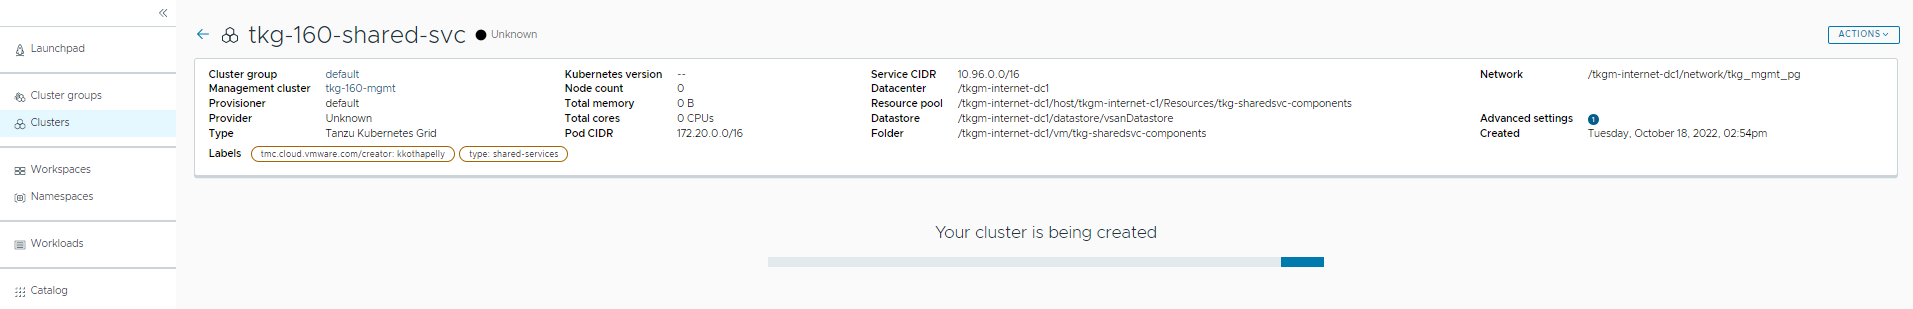 «
Launchpad
Cluster groups
Clusters
Workspaces
Namespaces
Workloads
Catalog
← tkg-160-shared-svc Unknown
ACTIONS
Cluster group default
Management cluster tkg-160-mgmt
Provisioner default
Provider Unknown
Type Tanzu Kubernetes Grid
Kubernetes version --
Node count 0
Total memory 0 B
Total cores 0 CPUs
Pod CIDR 172.20.0.0/16
Service CIDR 10.96.0.0/16
Datacenter /tkgm-internet-dc1
Resource pool /tkgm-internet-dc1/host/tkgm-internet-c1/Resources/tkg-sharedsvc-components
Datastore /tkgm-internet-dc1/datastore/vsanDatastore
Folder /tkgm-internet-dc1/vm/tkg-sharedsvc-components
Network /tkgm-internet-dc1/network/tkg_mgmt_pg
Advanced settings 1
Created Tuesday, October 18, 2022, 02:54pm
Labels tmc.cloud.vmware.com/creator: kkothapelly type: shared-services
Your cluster is being created